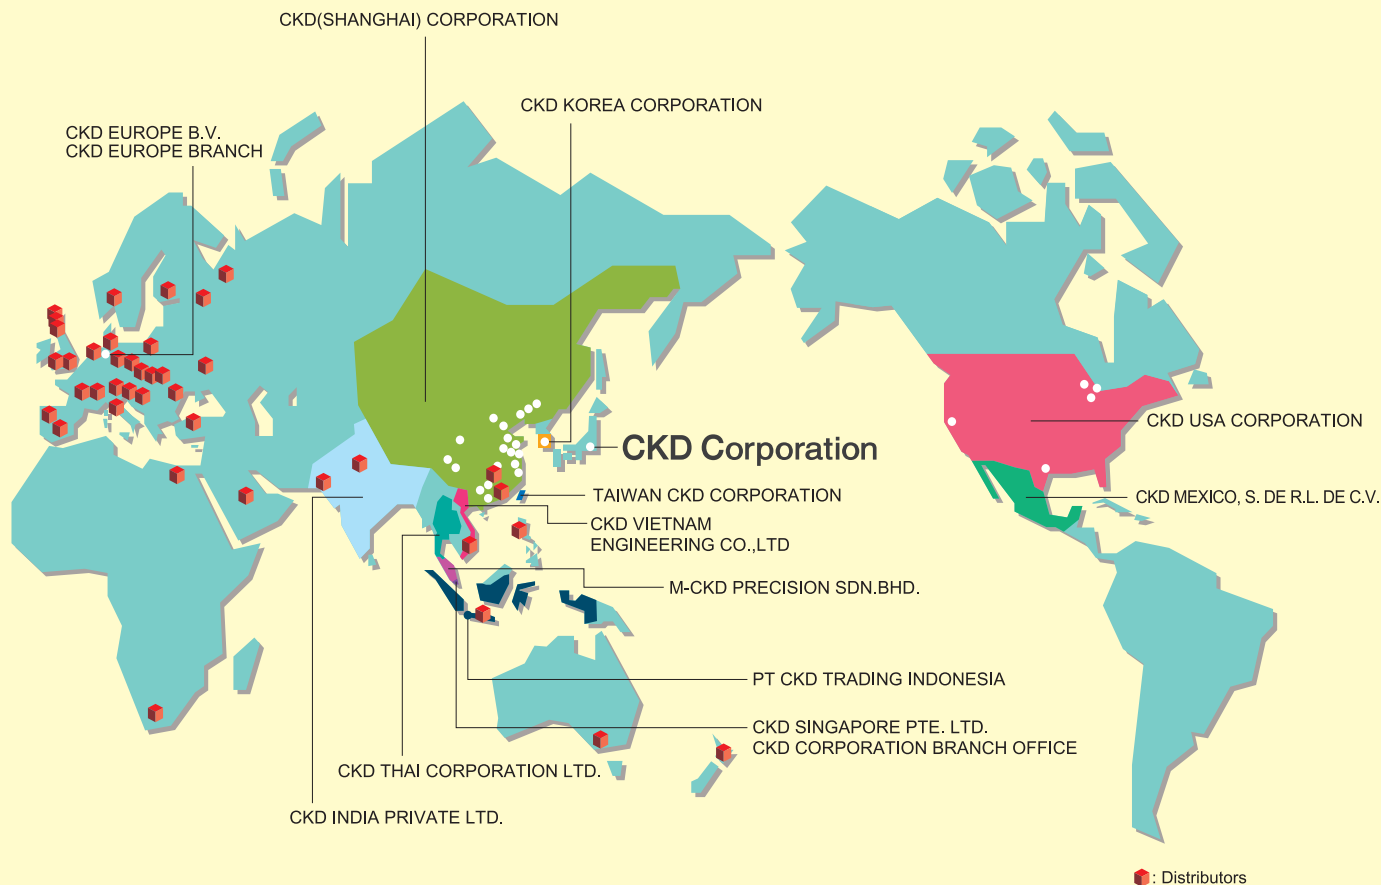 CKD(SHANGHAI) CORPORATION
CKD KOREA CORPORATION
CKD EUROPE B.V.
CKD EUROPE BRANCH
CKD USA CORPORATION
CKD Corporation
TAIWAN CKD CORPORATION
CKD MEXICO, S. DE R.L. DE C.V.
CKD VIETNAM
ENGINEERING CO.,LTD
M-CKD PRECISION SDN.BHD.
PT CKD TRADING INDONESIA
CKD SINGAPORE PTE. LTD.
CKD CORPORATION BRANCH OFFICE
CKD THAI CORPORATION LTD.
CKD INDIA PRIVATE LTD.
: Distributors